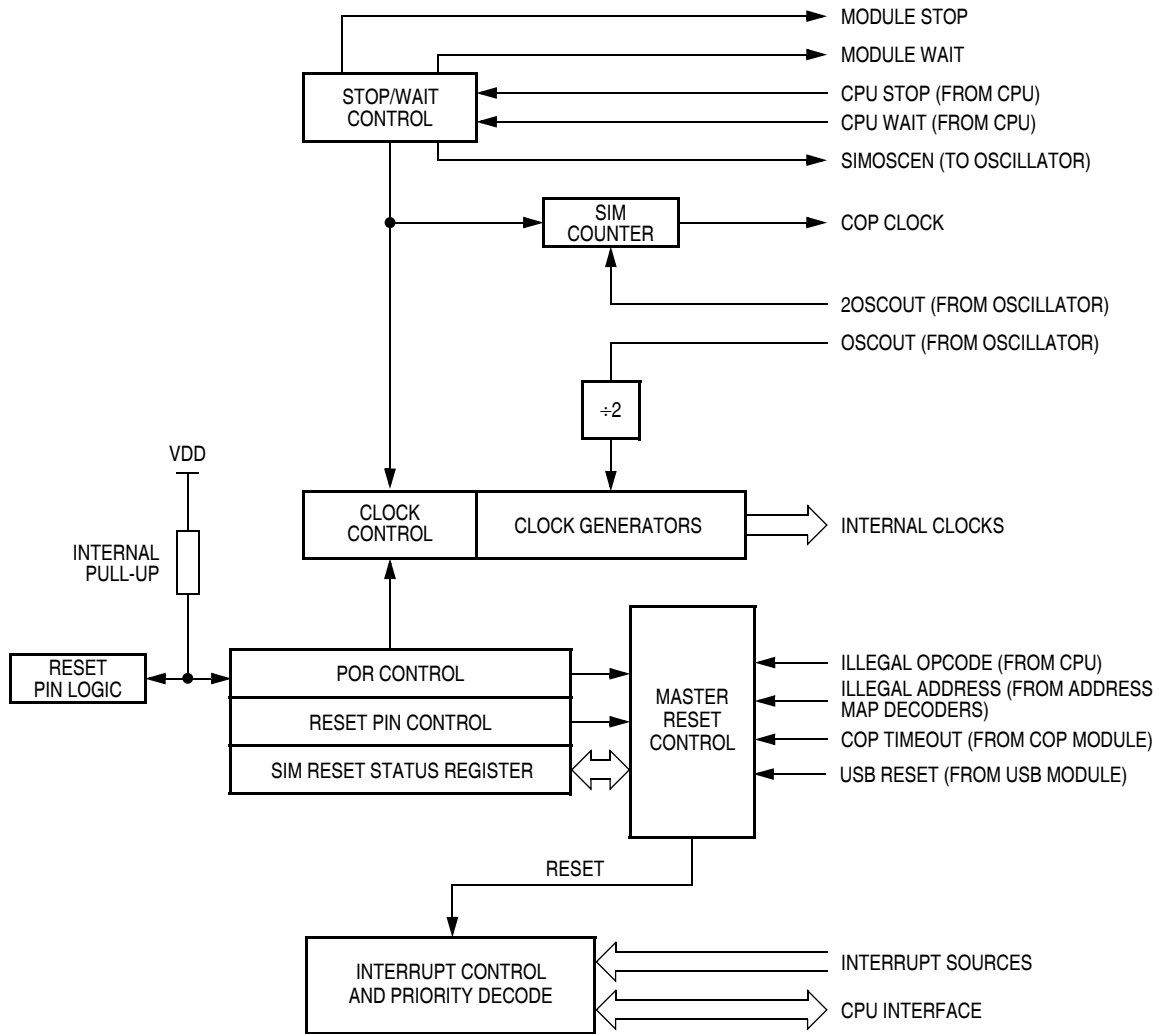 MODULE STOP
MODULE WAIT
STOP/WAIT
CONTROL
CPU STOP (FROM CPU)
CPU WAIT (FROM CPU)
SIMOSCEN (TO OSCILLATOR)
SIM
COUNTER
COP CLOCK
2OSCOUT (FROM OSCILLATOR)
OSCOUT (FROM OSCILLATOR)
÷2
VDD
CLOCK
CONTROL
CLOCK GENERATORS
INTERNAL CLOCKS
INTERNAL
PULL-UP
RESET
PIN LOGIC
POR CONTROL
RESET PIN CONTROL
SIM RESET STATUS REGISTER
MASTER
RESET
CONTROL
ILLEGAL OPCODE (FROM CPU)
ILLEGAL ADDRESS (FROM ADDRESS
MAP DECODERS)
COP TIMEOUT (FROM COP MODULE)
USB RESET (FROM USB MODULE)
RESET
INTERRUPT CONTROL
AND PRIORITY DECODE
INTERRUPT SOURCES
CPU INTERFACE